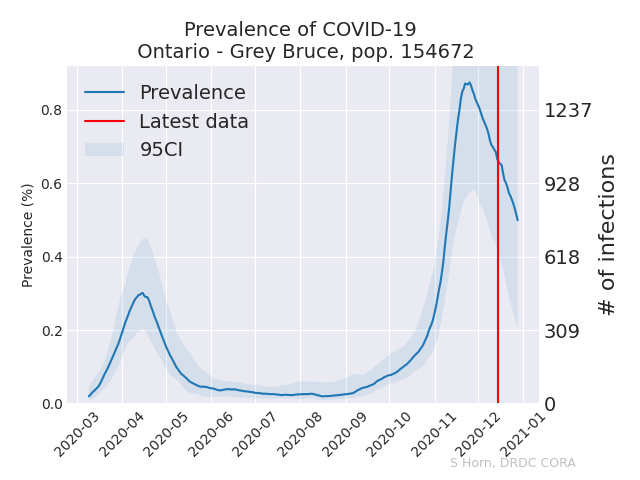 Prevalence of COVID-19
Ontario - Grey Bruce, pop. 154672
Prevalence
Latest data
95CI
Prevalence (%)
0.8
0.6
0.4
0.2
0.0
1237
928
618
309
0
# of infections
2020-03
2020-04
2020-05
2020-06
2020-07
2020-08
2020-09
2020-10
2020-11
2020-12
2021-01
S Horn, DRDC CORA